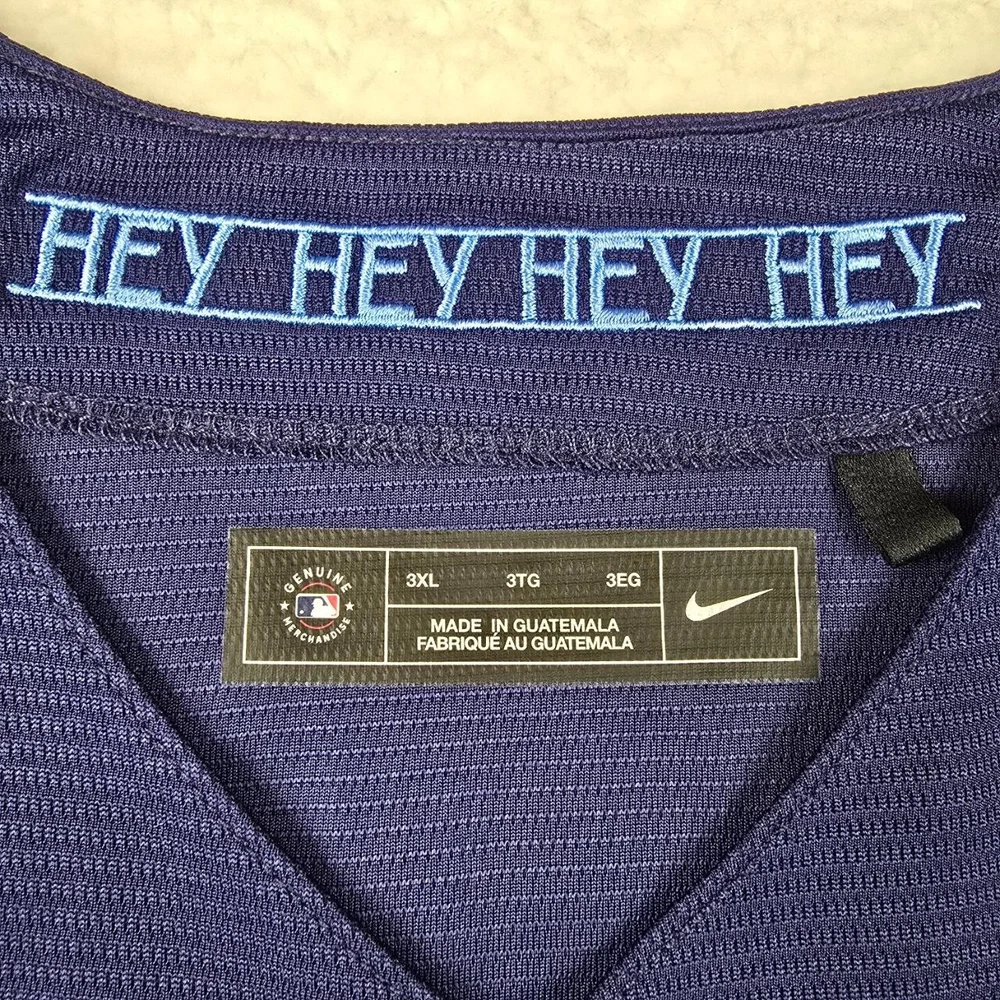 HEY HEY HEY HEY
GENUINE
MERCHANDISE
3XL 3TG 3EG
MADE IN GUATEMALA
FABRIQUÉ AU GUATEMALA